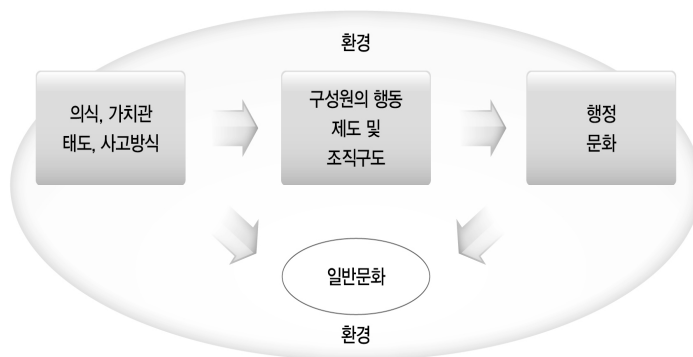 환경
의식, 가치관
태도, 사고방식
구성원의 행동
제도 및
조직구도
행정
문화
일반문화
환경